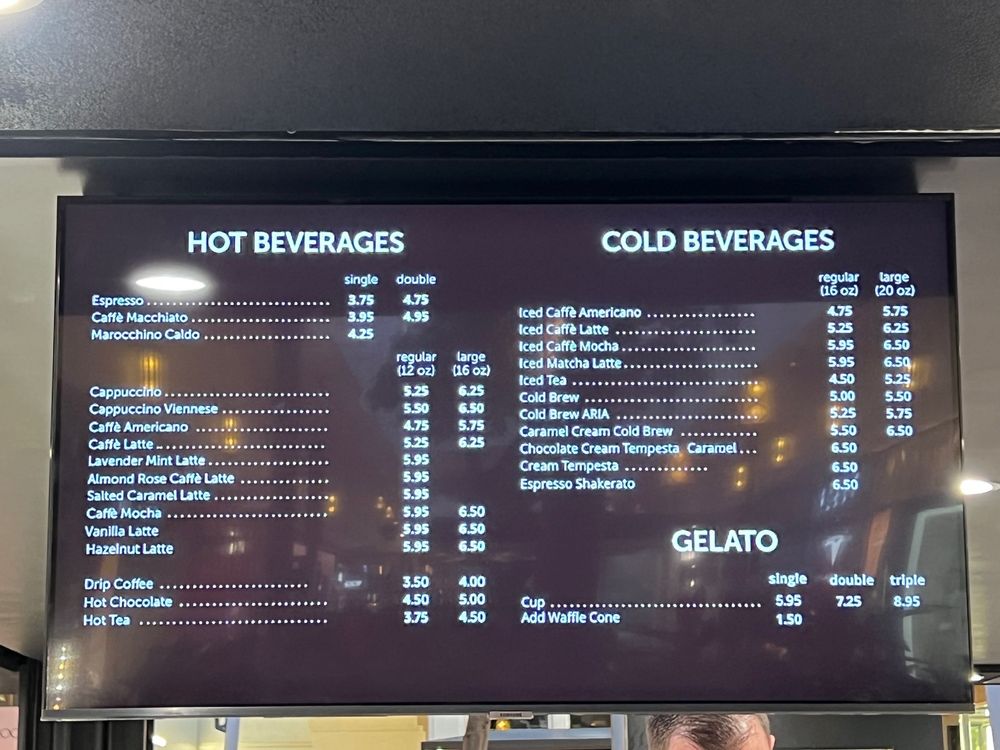 HOT BEVERAGES
single double
Espresso 3.75 4.75
Caffè Macchiato 3.95 4.95
Marocchino Caldo 4.25
regular large
(12 oz) (16 oz)
Cappuccino 5.25 6.25
Cappuccino Viennese 5.50 6.50
Caffè Americano 4.75 5.75
Caffè Latte 5.25 6.25
Lavender Mint Latte 5.95
Almond Rose Caffè Latte 5.95
Salted Caramel Latte 5.95
Caffè Mocha 5.95 6.50
Vanilla Latte 5.95 6.50
Hazelnut Latte 5.95 6.50
Drip Coffee 3.50 4.00
Hot Chocolate 4.50 5.00
Hot Tea 3.75 4.50
COLD BEVERAGES
regular large
(16 oz) (20 oz)
Iced Caffè Americano 4.75 5.75
Iced Caffè Latte 5.25 6.25
Iced Caffè Mocha 5.95 6.50
Iced Matcha Latte 5.95 6.50
Iced Tea 4.50 5.25
Cold Brew 5.00 5.50
Cold Brew ARIA 5.25 5.75
Caramel Cream Cold Brew 5.50 6.50
Chocolate Cream Tempesta Caramel 6.50
Cream Tempesta 6.50
Espresso Shakerato 6.50
GELATO
single double triple
Cup 5.95 7.25 8.95
Add Waffle Cone 1.50